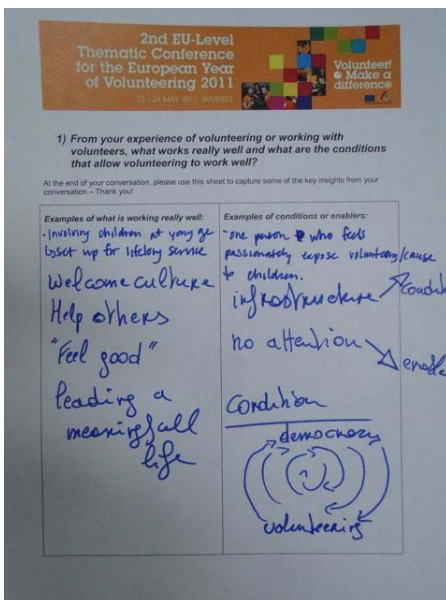 2nd EU-Level
Thematic Conference
for the European Year
of Volunteering 2011
23 - 24 MAY 2011, BRUSSELS
Volunteer!
Make a
difference
1) From your experience of volunteering or working with
volunteers, what works really well and what are the conditions
that allow volunteering to work well?
At the end of your conversation, please use this sheet to capture some of the key insights from your
conversation – Thank you!
Examples of what is working really well:
- involving children at young ge
↳ set up for lifelong service
Welcome culture
Help others
"Feel good"
leading a
meaningfull
life
Examples of conditions or enablers:
- one person who feels
passionately expose volunteering/cause
to children.
infrastructure
no attention
Condition
democracy
volunteering